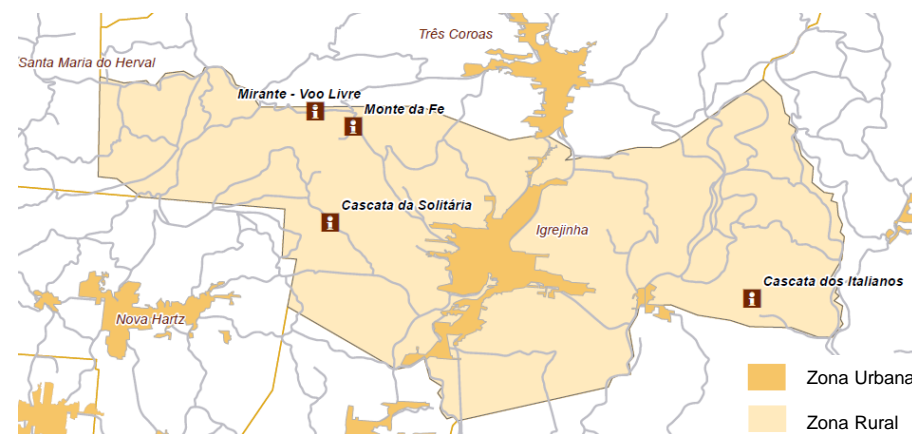 Três Coroas
Santa Maria do Herval
Mirante - Voo Livre
Monte da Fe
Cascata da Solitária
Igrejinha
Cascata dos Italianos
Nova Hartz
Zona Urbana
Zona Rural